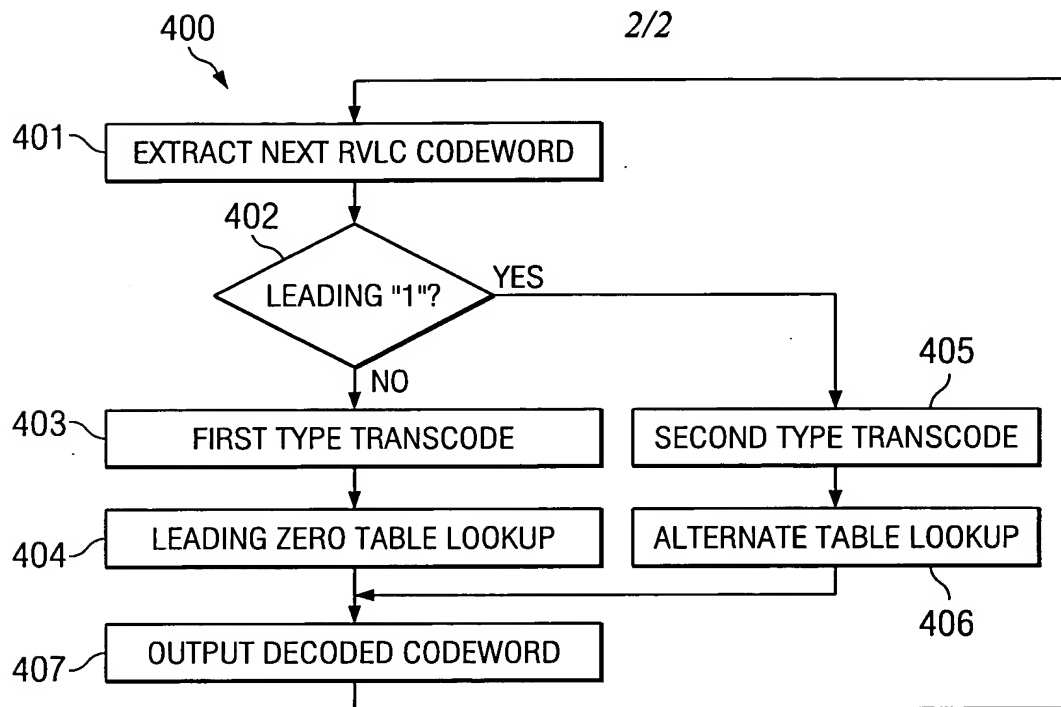 2/2
400
401
EXTRACT NEXT RVLC CODEWORD
402
LEADING "1"?
YES
NO
405
403
FIRST TYPE TRANSCODE
SECOND TYPE TRANSCODE
404
LEADING ZERO TABLE LOOKUP
ALTERNATE TABLE LOOKUP
406
407
OUTPUT DECODED CODEWORD